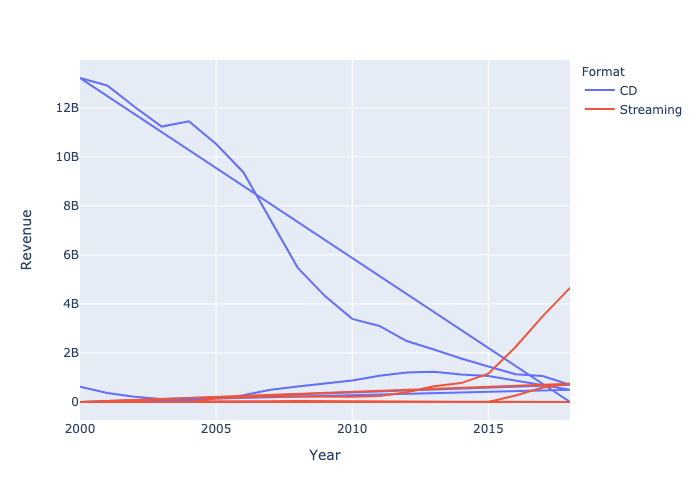 Format
CD
Streaming
12B
10B
8B
6B
4B
2B
0
Revenue
2000
2005
2010
2015
Year